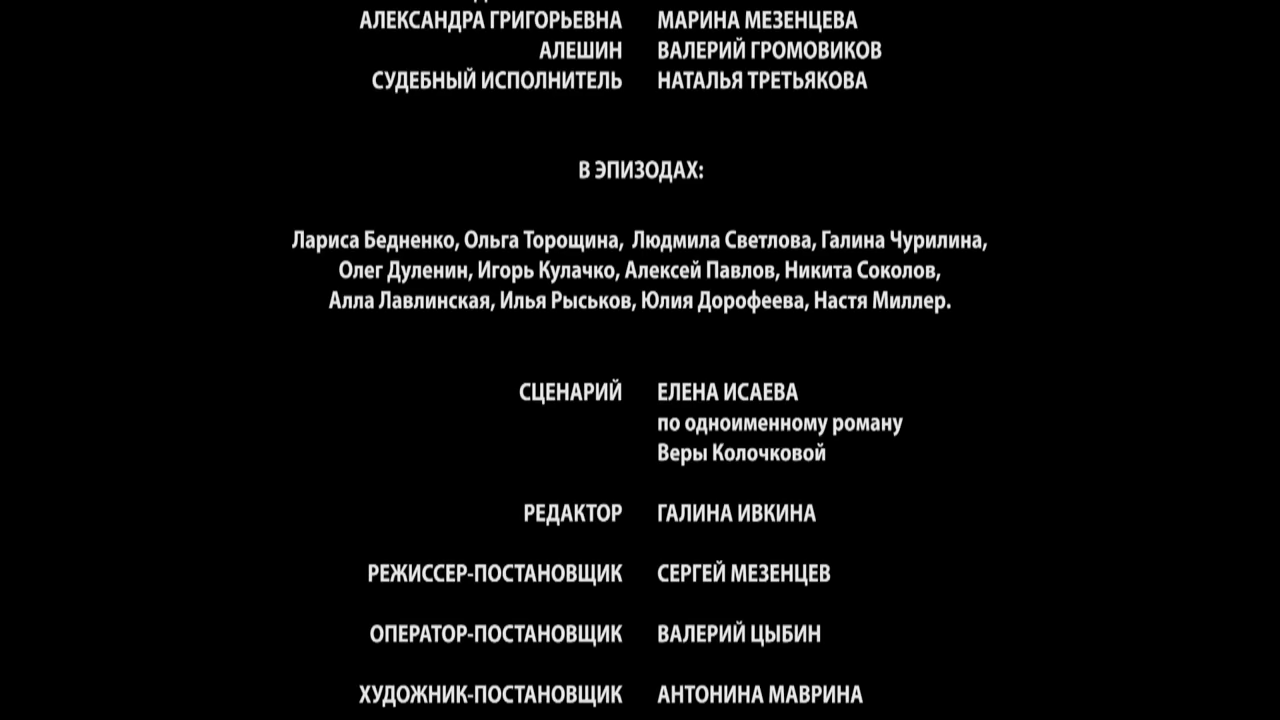 АЛЕКСАНДРА ГРИГОРЬЕВНА МАРИНА МЕЗЕНЦЕВА
АЛЕШИН ВАЛЕРИЙ ГРОМОВИКОВ
СУДЕБНЫЙ ИСПОЛНИТЕЛЬ НАТАЛЬЯ ТРЕТЬЯКОВА
В ЭПИЗОДАХ:
Лариса Бедненко, Ольга Торощина, Людмила Светлова, Галина Чурилина,
Олег Дуленин, Игорь Кулачко, Алексей Павлов, Никита Соколов,
Алла Лавлинская, Илья Рыськов, Юлия Дорофеева, Настя Миллер.
СЦЕНАРИЙ ЕЛЕНА ИСАЕВА
по одноименному роману
Веры Колочковой
РЕДАКТОР ГАЛИНА ИВКИНА
РЕЖИССЕР-ПОСТАНОВЩИК СЕРГЕЙ МЕЗЕНЦЕВ
ОПЕРАТОР-ПОСТАНОВЩИК ВАЛЕРИЙ ЦЫБИН
ХУДОЖНИК-ПОСТАНОВЩИК АНТОНИНА МАВРИНА